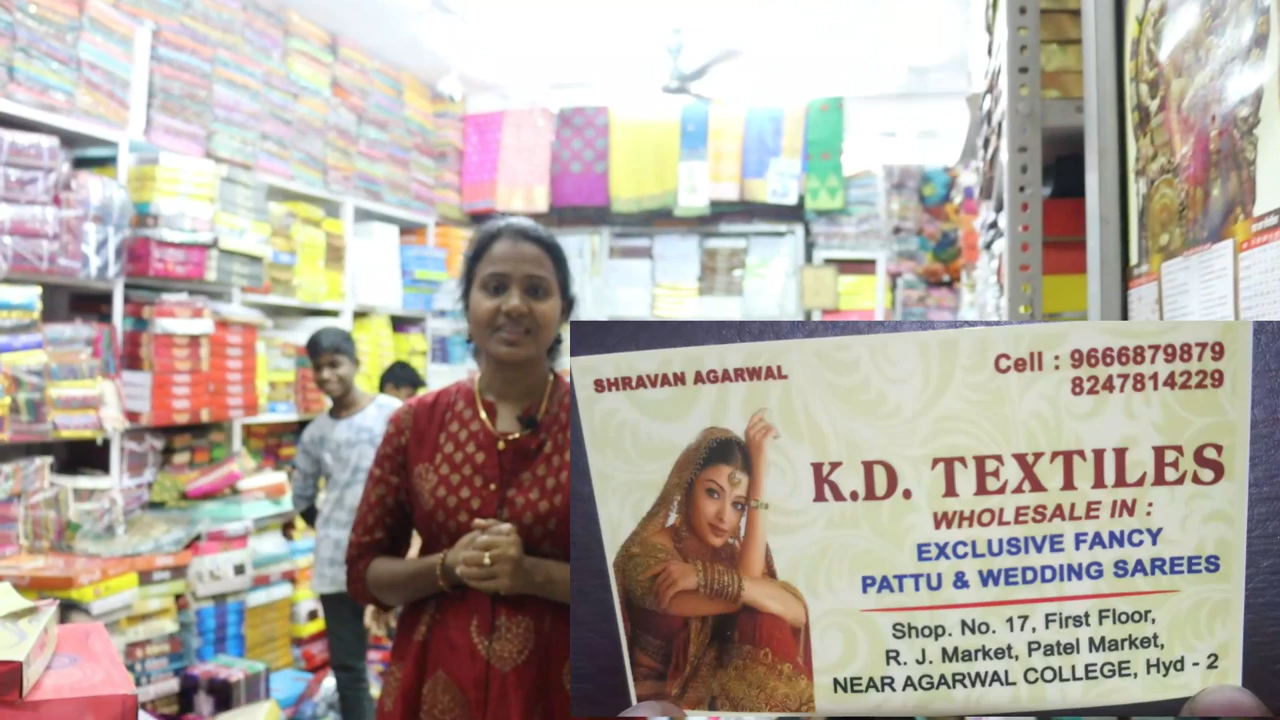 SHRAVAN AGARWAL
Cell : 9666879879
8247814229
K.D. TEXTILES
WHOLESALE IN :
EXCLUSIVE FANCY
PATTU & WEDDING SAREES
Shop. No. 17, First Floor,
R. J. Market, Patel Market,
NEAR AGARWAL COLLEGE, Hyd - 2